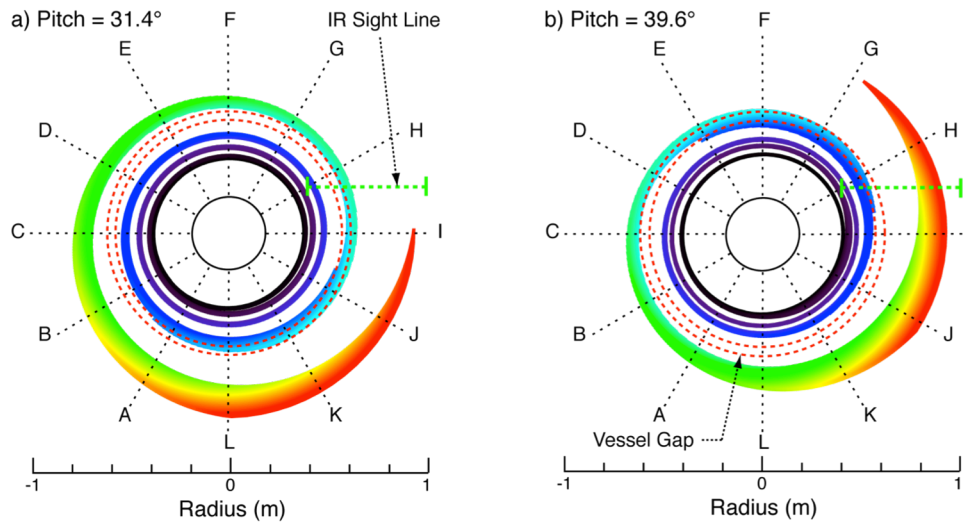 a) Pitch = 31.4°
F
IR Sight Line
E
G
D
H
C
I
B
J
A
K
L
-1
0
1
Radius (m)
b) Pitch = 39.6°
F
E
G
D
H
C
I
B
J
A
K
Vessel Gap
L
-1
0
1
Radius (m)